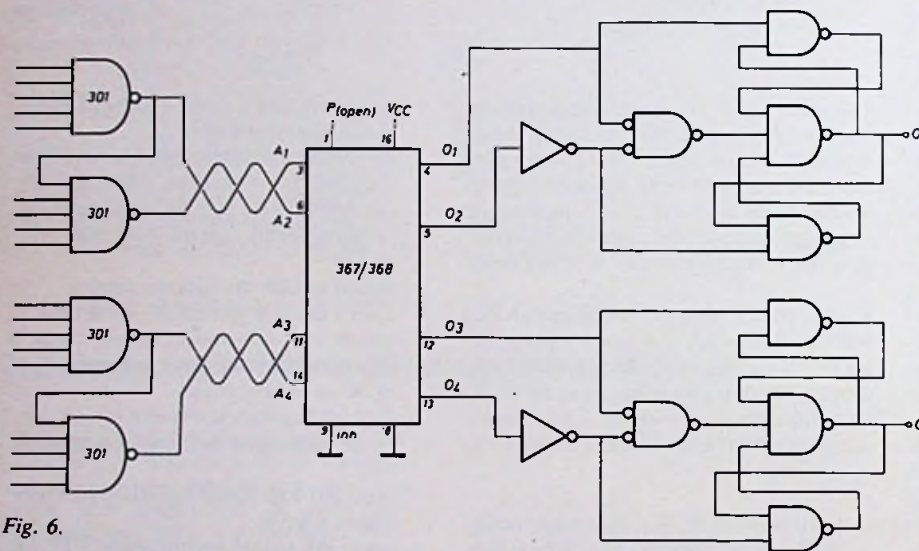 301
P(open) VCC
1 16
A1 O1
3 4
301
6 O2
A2 5
367/368
301
A3 O3
11 12
14 O4
A4 13
301
9 inh 8
Fig. 6.